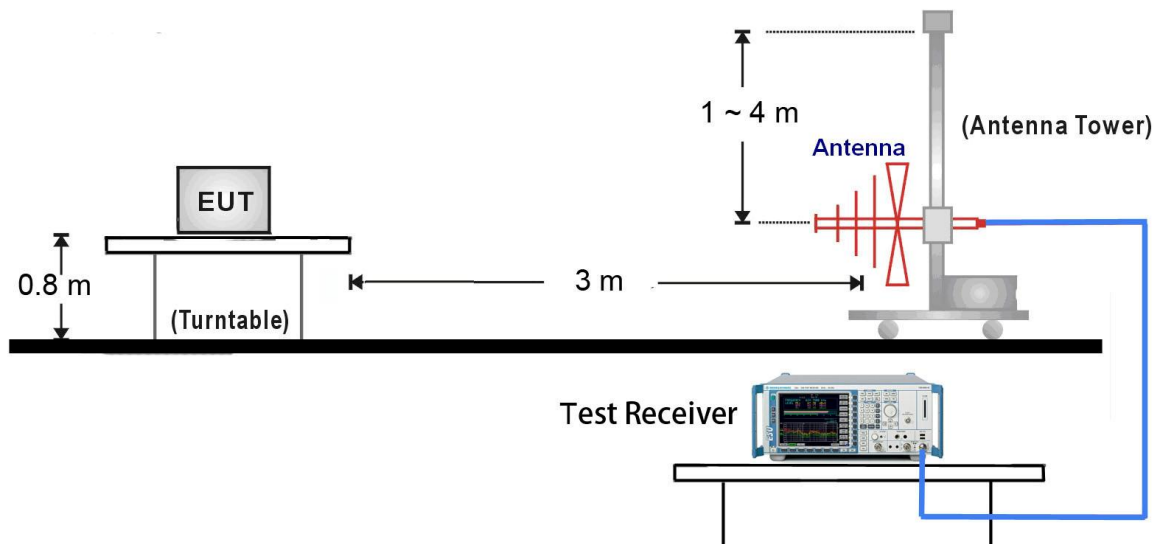 1 ~ 4 m
(Antenna Tower)
Antenna
EUT
0.8 m
3 m
(Turntable)
Test Receiver